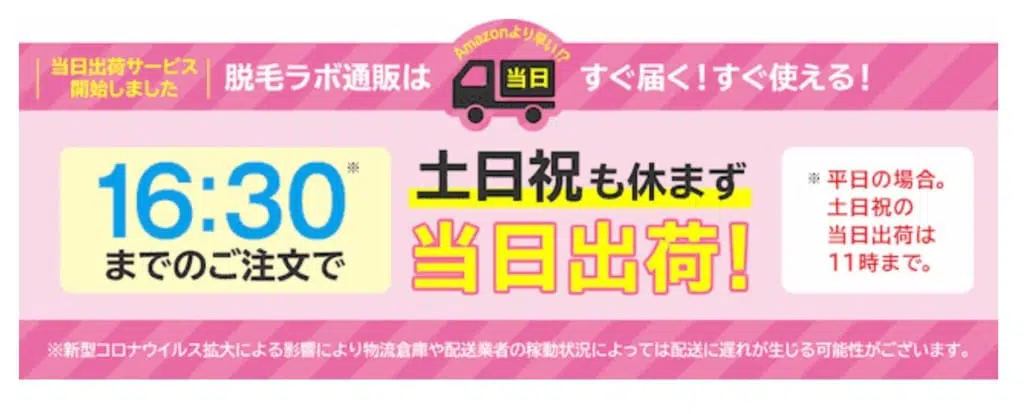 Amazonより早い!?
当日出荷サービス
開始しました
脱毛ラボ通販は
当日
すぐ届く!すぐ使える!
16:30※
までのご注文で
土日祝も休まず
当日出荷!
※ 平日の場合。
土日祝の
当日出荷は
11時まで。
※新型コロナウイルス拡大による影響により物流倉庫や配送業者の稼動状況によっては配送に遅れが生じる可能性がございます。